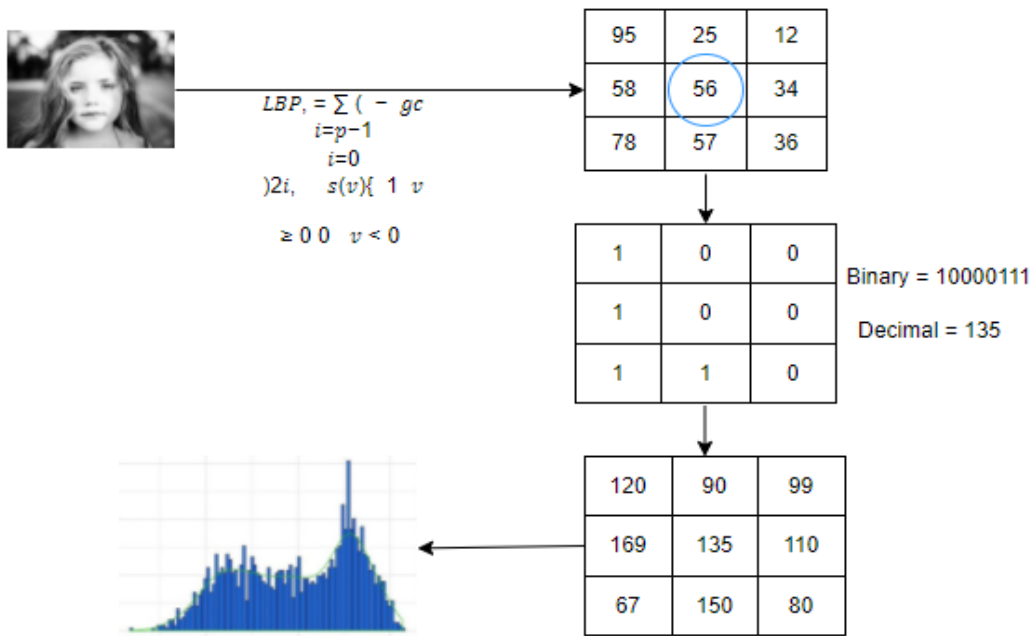 95 25 12
58 56 34
78 57 36
LBP, = ∑ ( − gc
i=p−1
i=0
)2i, s(v){ 1 v
≥ 0 0 v < 0
1 0 0
1 0 0
1 1 0
Binary = 10000111
Decimal = 135
120 90 99
169 135 110
67 150 80